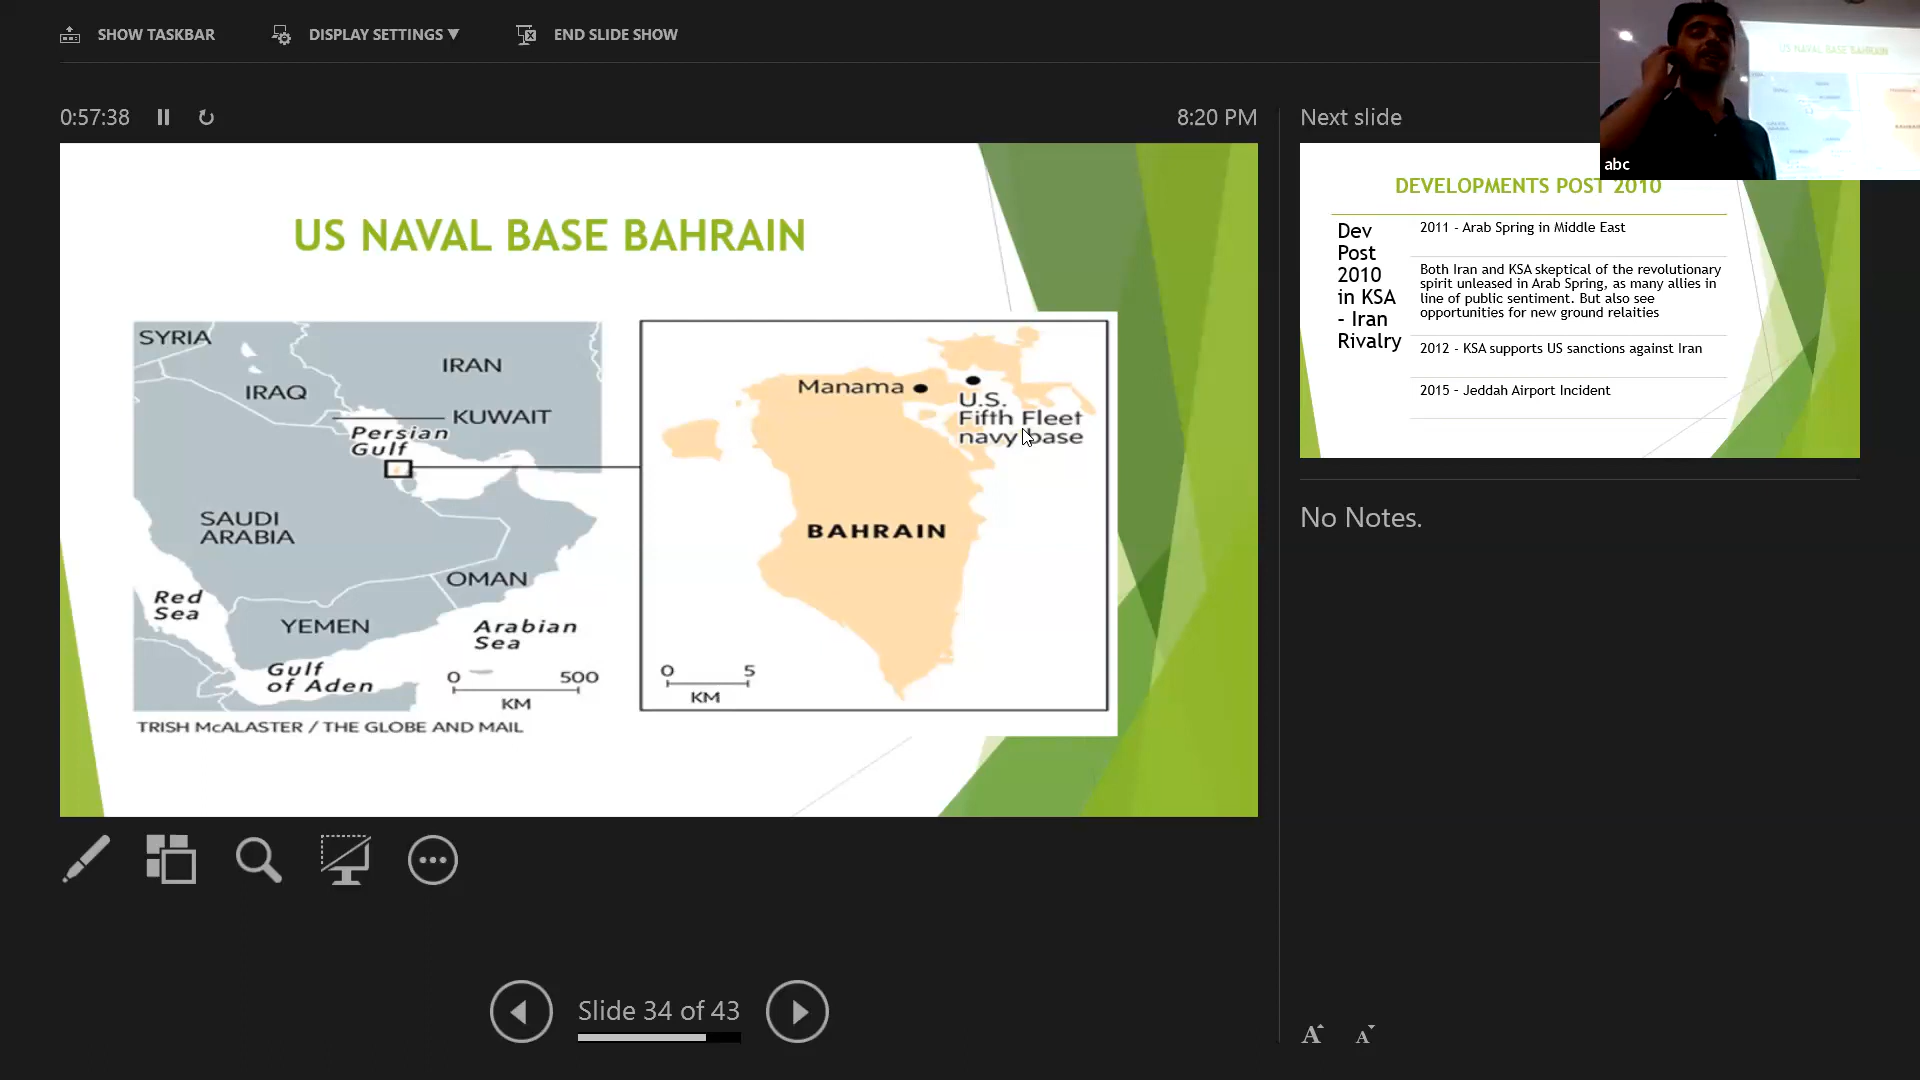 SHOW TASKBAR
DISPLAY SETTINGS ▼
END SLIDE SHOW
0:57:38
8:20 PM
US NAVAL BASE BAHRAIN
SYRIA
IRAN
IRAQ
KUWAIT
Persian
Gulf
SAUDI
ARABIA
OMAN
Red
Sea
YEMEN
Arabian
Sea
Gulf
of Aden
0 500
KM
TRISH McALASTER / THE GLOBE AND MAIL
Manama
U.S.
Fifth Fleet
navy base
BAHRAIN
0 5
KM
Slide 34 of 43
Next slide
DEVELOPMENTS POST 2010
Dev
Post
2010
in KSA
- Iran
Rivalry
2011 - Arab Spring in Middle East
Both Iran and KSA skeptical of the revolutionary
spirit unleased in Arab Spring, as many allies in
line of public sentiment. But also see
opportunities for new ground relaities
2012 - KSA supports US sanctions against Iran
2015 - Jeddah Airport Incident
No Notes.
A A
US NAVAL BASE BAHRAIN
abc